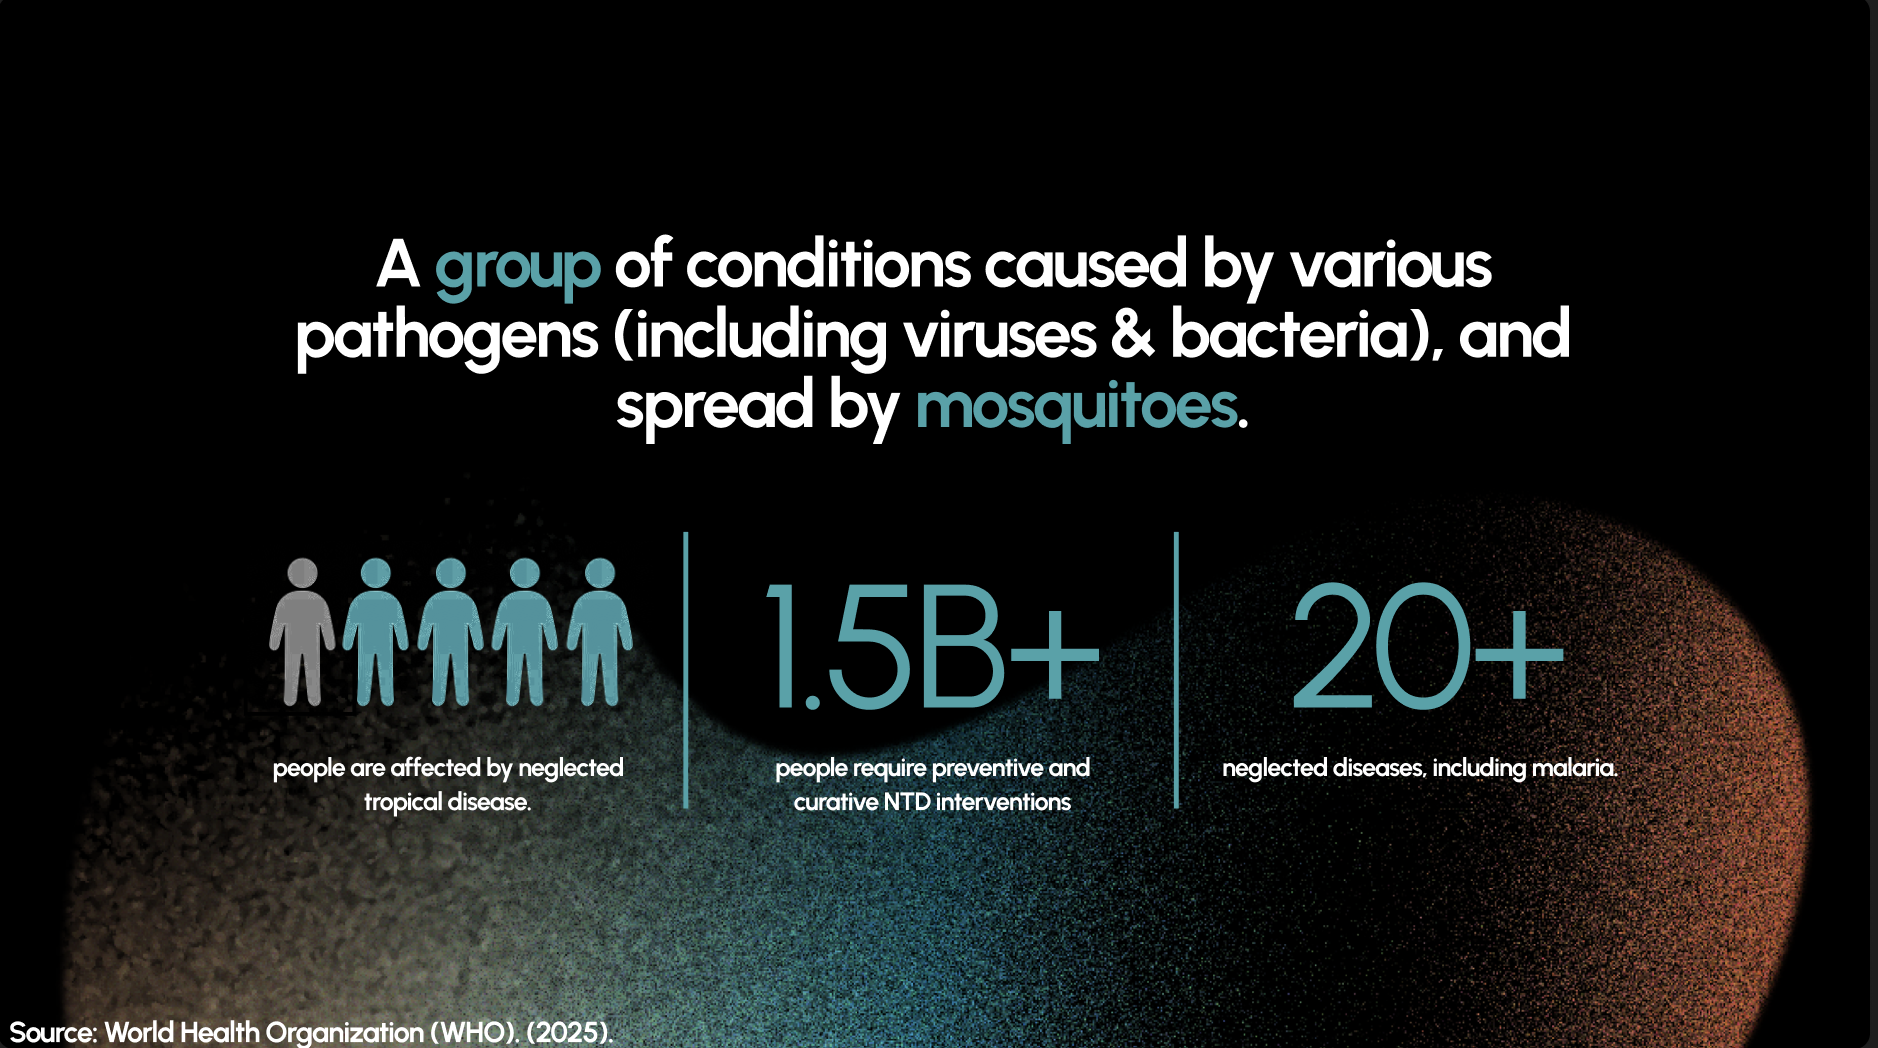 A group of conditions caused by various
pathogens (including viruses & bacteria), and
spread by mosquitoes.
people are affected by neglected
tropical disease.
1.5B+
people require preventive and
curative NTD interventions
20+
neglected diseases, including malaria.
Source: World Health Organization (WHO). (2025).